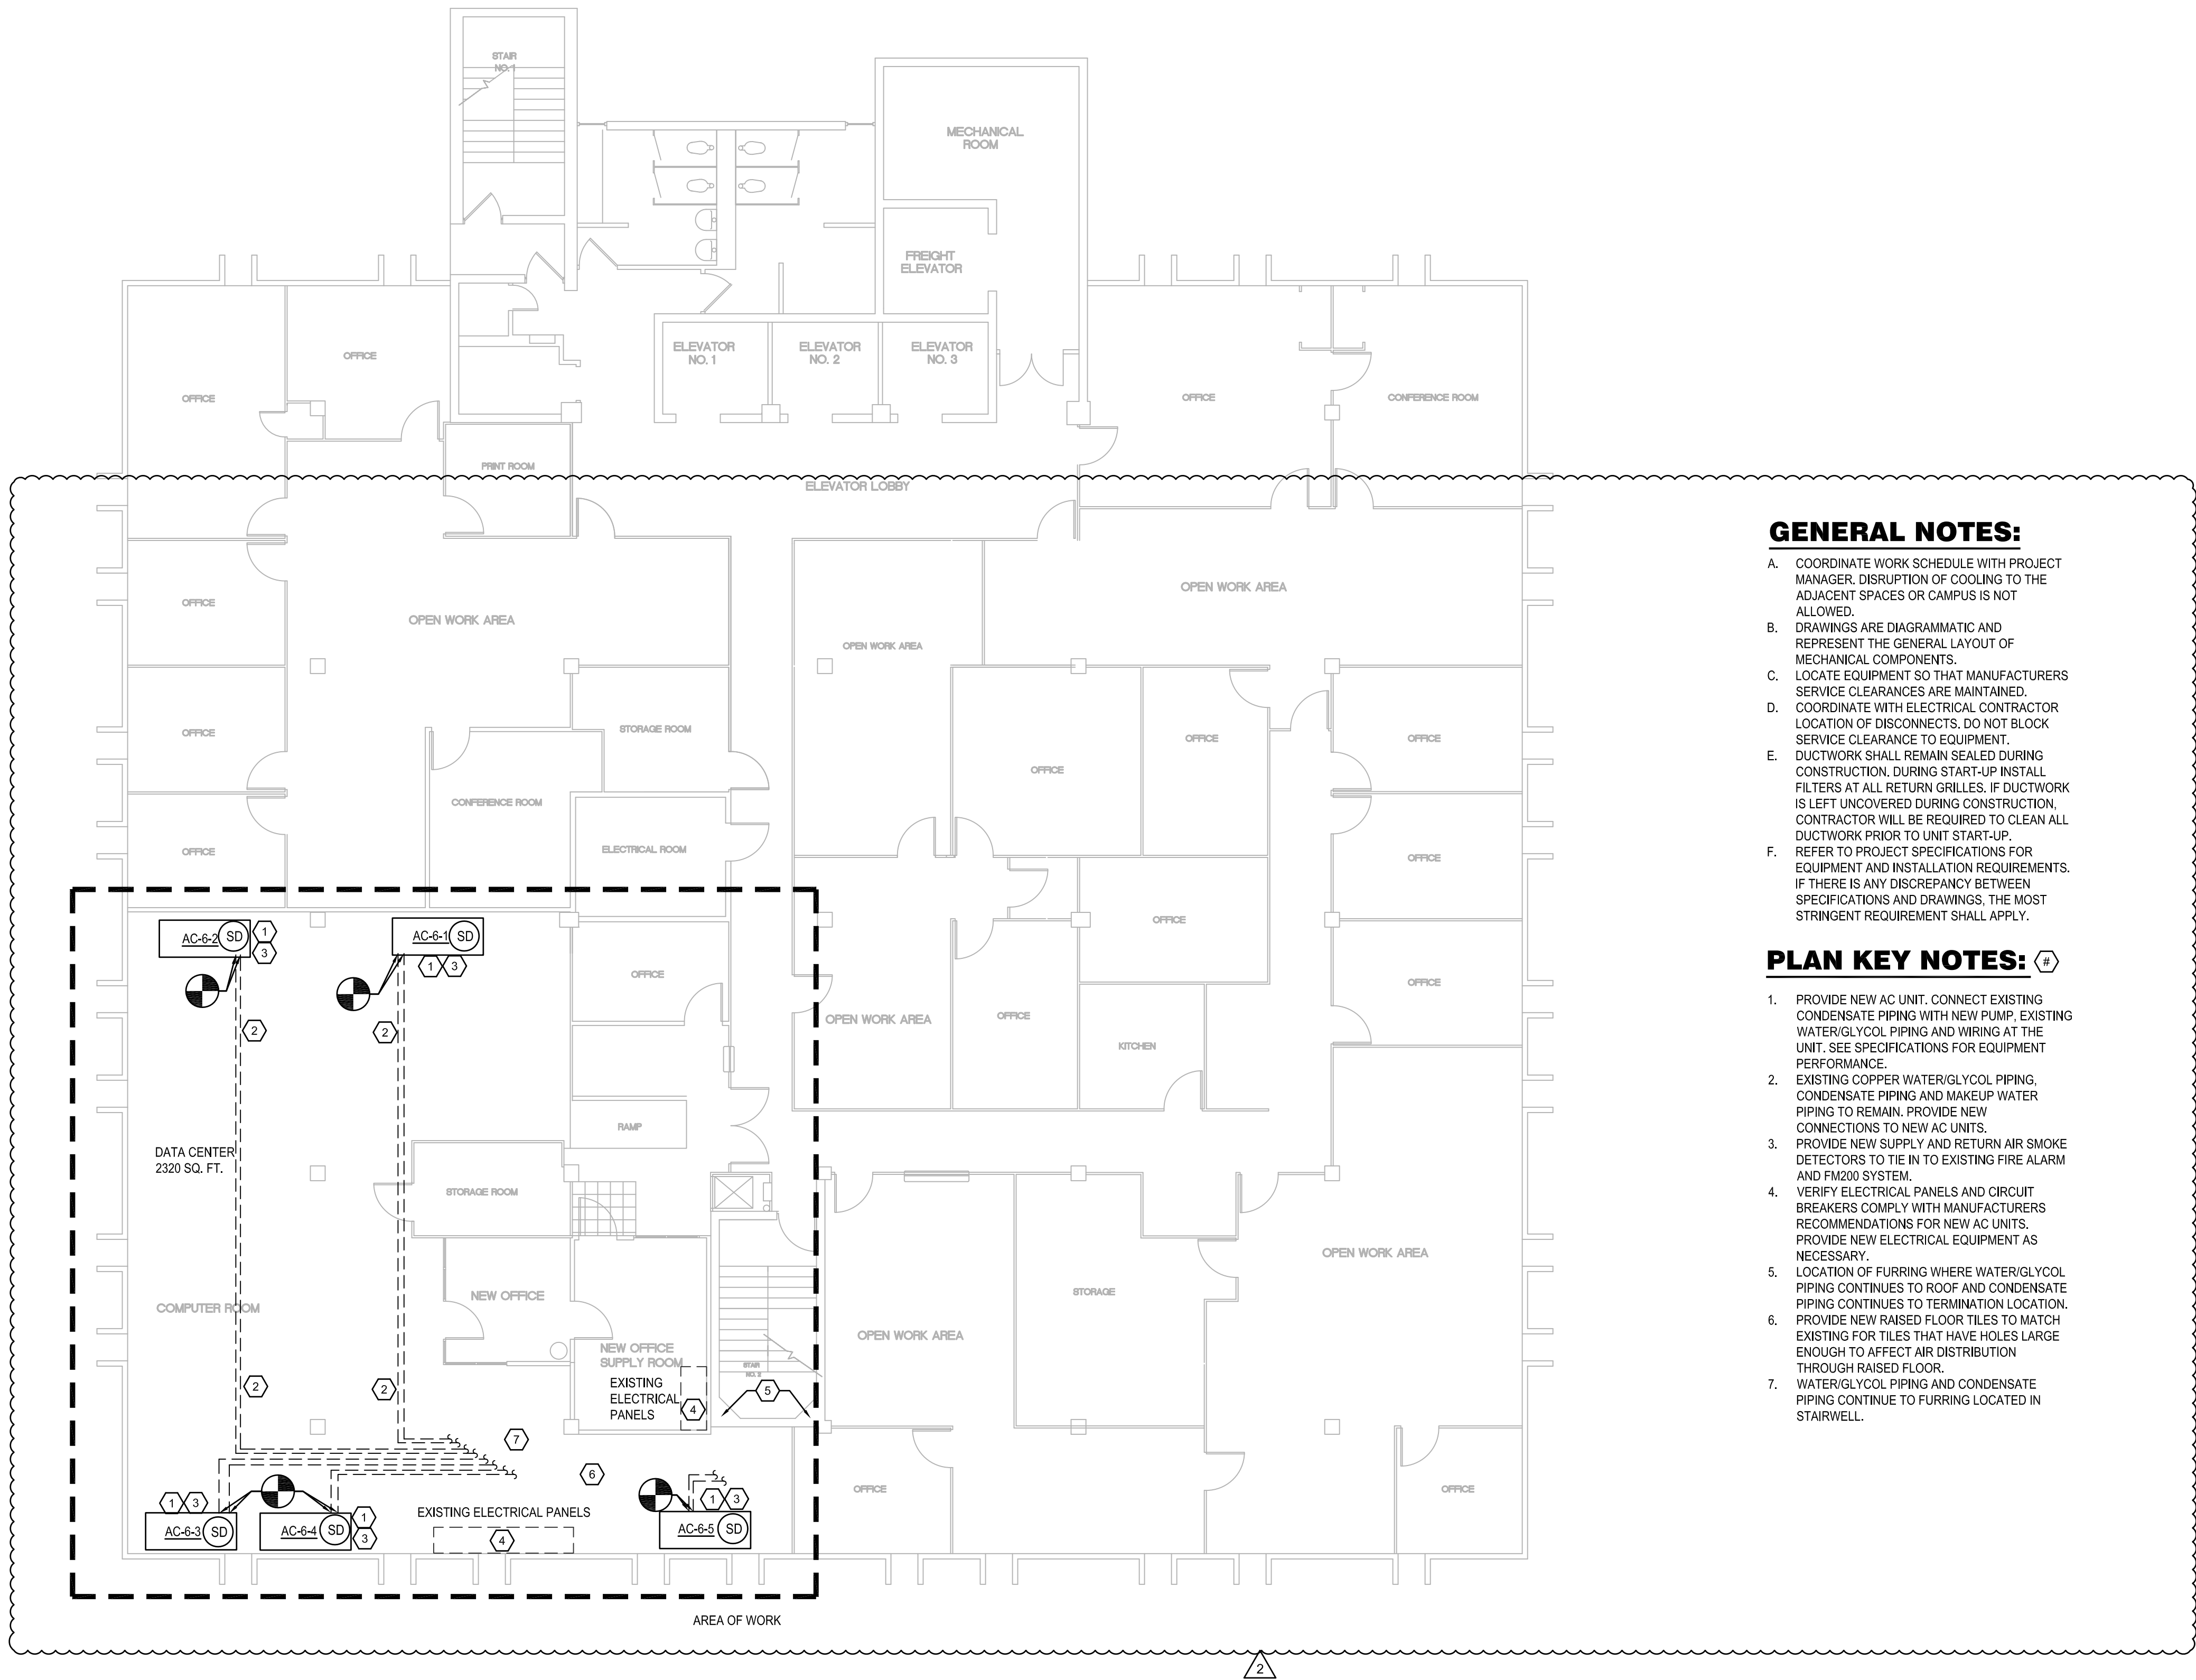 STAIR
NO. 1
MECHANICAL
ROOM
FREIGHT
ELEVATOR
ELEVATOR
NO. 1
ELEVATOR
NO. 2
ELEVATOR
NO. 3
OFFICE
OFFICE
OFFICE
CONFERENCE ROOM
PRINT ROOM
ELEVATOR LOBBY
OFFICE
OPEN WORK AREA
OPEN WORK AREA
OPEN WORK AREA
OFFICE
STORAGE ROOM
OFFICE
OFFICE
OFFICE
CONFERENCE ROOM
OFFICE
ELECTRICAL ROOM
OFFICE
OFFICE
AC-6-2 SD 1
3
AC-6-1 SD
1 3
OFFICE
OFFICE
OPEN WORK AREA
OFFICE
OFFICE
2
2
KITCHEN
RAMP
DATA CENTER
2320 SQ. FT.
STORAGE ROOM
OPEN WORK AREA
COMPUTER ROOM
NEW OFFICE
STORAGE
OPEN WORK AREA
NEW OFFICE
SUPPLY ROOM
STAIR
NO. 2
EXISTING
ELECTRICAL
PANELS
4
5
2
2
7
6
OFFICE
OFFICE
1 3
AC-6-3 SD
AC-6-4 SD
1
3
EXISTING ELECTRICAL PANELS
4
1 3
AC-6-5 SD
AREA OF WORK
2
GENERAL NOTES:
A. COORDINATE WORK SCHEDULE WITH PROJECT
MANAGER. DISRUPTION OF COOLING TO THE
ADJACENT SPACES OR CAMPUS IS NOT
ALLOWED.
B. DRAWINGS ARE DIAGRAMMATIC AND
REPRESENT THE GENERAL LAYOUT OF
MECHANICAL COMPONENTS.
C. LOCATE EQUIPMENT SO THAT MANUFACTURERS
SERVICE CLEARANCES ARE MAINTAINED.
D. COORDINATE WITH ELECTRICAL CONTRACTOR
LOCATION OF DISCONNECTS. DO NOT BLOCK
SERVICE CLEARANCE TO EQUIPMENT.
E. DUCTWORK SHALL REMAIN SEALED DURING
CONSTRUCTION. DURING START-UP INSTALL
FILTERS AT ALL RETURN GRILLES. IF DUCTWORK
IS LEFT UNCOVERED DURING CONSTRUCTION,
CONTRACTOR WILL BE REQUIRED TO CLEAN ALL
DUCTWORK PRIOR TO UNIT START-UP.
F. REFER TO PROJECT SPECIFICATIONS FOR
EQUIPMENT AND INSTALLATION REQUIREMENTS.
IF THERE IS ANY DISCREPANCY BETWEEN
SPECIFICATIONS AND DRAWINGS, THE MOST
STRINGENT REQUIREMENT SHALL APPLY.
PLAN KEY NOTES: #
1. PROVIDE NEW AC UNIT. CONNECT EXISTING
CONDENSATE PIPING WITH NEW PUMP, EXISTING
WATER/GLYCOL PIPING AND WIRING AT THE
UNIT. SEE SPECIFICATIONS FOR EQUIPMENT
PERFORMANCE.
2. EXISTING COPPER WATER/GLYCOL PIPING,
CONDENSATE PIPING AND MAKEUP WATER
PIPING TO REMAIN. PROVIDE NEW
CONNECTIONS TO NEW AC UNITS.
3. PROVIDE NEW SUPPLY AND RETURN AIR SMOKE
DETECTORS TO TIE IN TO EXISTING FIRE ALARM
AND FM200 SYSTEM.
4. VERIFY ELECTRICAL PANELS AND CIRCUIT
BREAKERS COMPLY WITH MANUFACTURERS
RECOMMENDATIONS FOR NEW AC UNITS.
PROVIDE NEW ELECTRICAL EQUIPMENT AS
NECESSARY.
5. LOCATION OF FURRING WHERE WATER/GLYCOL
PIPING CONTINUES TO ROOF AND CONDENSATE
PIPING CONTINUES TO TERMINATION LOCATION.
6. PROVIDE NEW RAISED FLOOR TILES TO MATCH
EXISTING FOR TILES THAT HAVE HOLES LARGE
ENOUGH TO AFFECT AIR DISTRIBUTION
THROUGH RAISED FLOOR.
7. WATER/GLYCOL PIPING AND CONDENSATE
PIPING CONTINUE TO FURRING LOCATED IN
STAIRWELL.